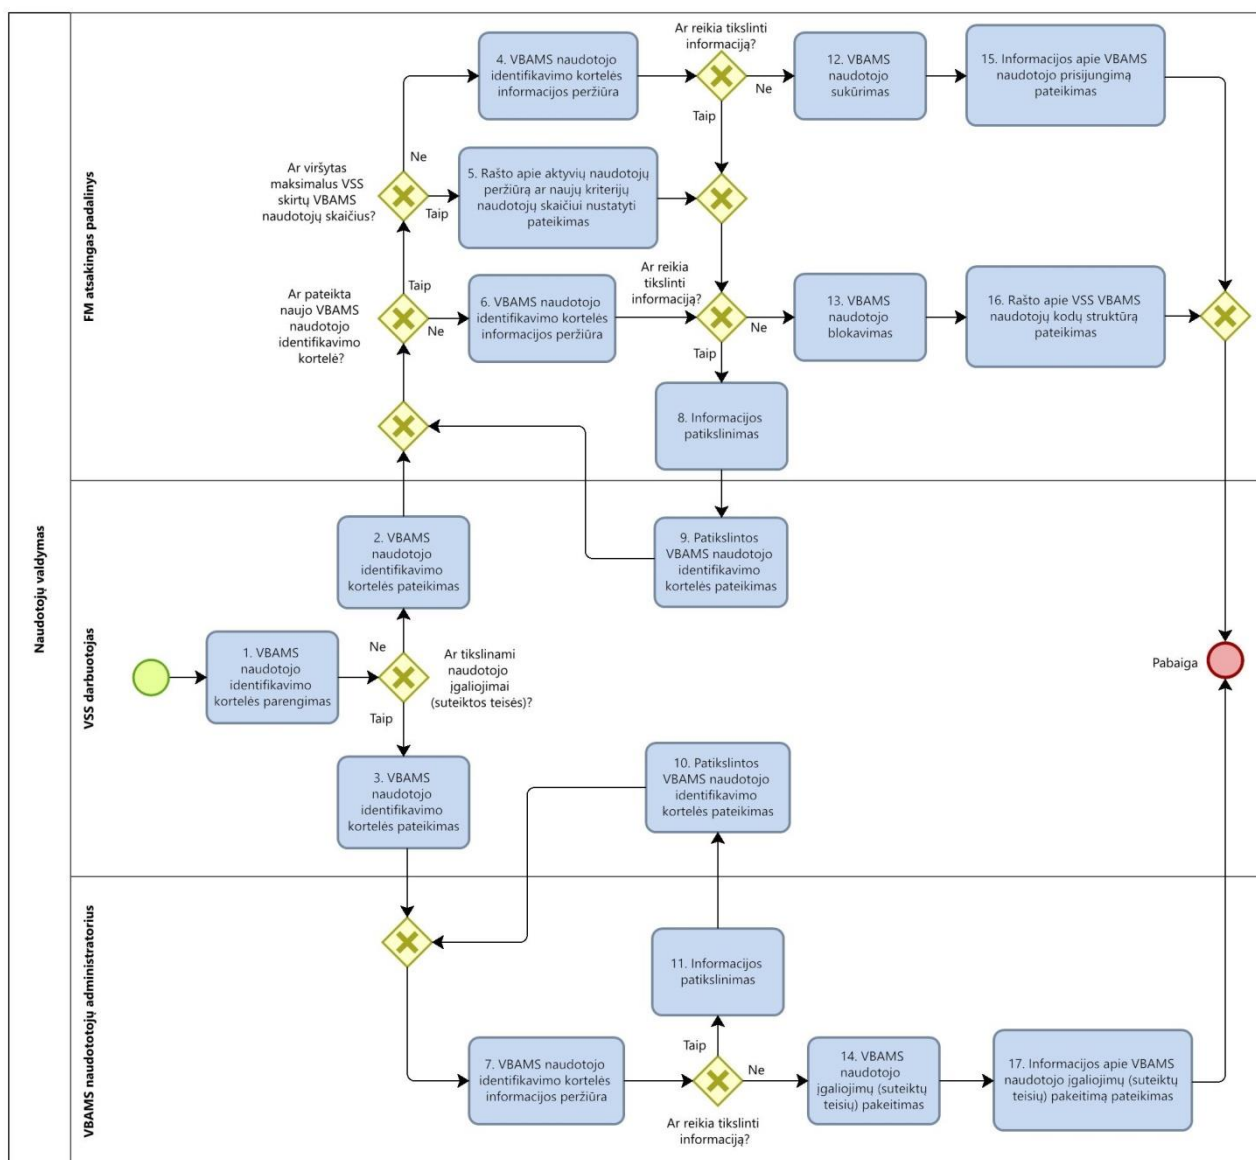 Naudotojų valdymas
FM atsakingas padalinys
Ar reikia tikslinti
informaciją?
4. VBAMS naudotojo
identifikavimo kortelės
informacijos peržiūra
Ne
12. VBAMS
naudotojo
sukūrimas
15. Informacijos apie VBAMS
naudotojo prisijungimą
pateikimas
Taip
Ne
Ar viršytas
maksimalus VSS
skirtų VBAMS
naudotojų skaičius?
Taip
5. Rašto apie aktyvių naudotojų
peržiūrą ar naujų kriterijų
naudotojų skaičiui nustatyti
pateikimas
Ar reikia
tikslinti
informaciją?
Taip
Ar pateikta
naujo VBAMS
naudotojo
identifikavimo
kortelė?
Ne
6. VBAMS naudotojo
identifikavimo kortelės
informacijos peržiūra
Ne
13. VBAMS
naudotojo
blokavimas
16. Rašto apie VSS VBAMS
naudotojų kodų struktūrą
pateikimas
Taip
8. Informacijos
patikslinimas
VSS darbuotojas
2. VBAMS
naudotojo
identifikavimo
kortelės pateikimas
9. Patikslintos
VBAMS naudotojo
identifikavimo
kortelės pateikimas
1. VBAMS
naudotojo
identifikavimo
kortelės parengimas
Ne
Ar tikslinami
naudotojo
įgaliojimai
(suteiktos teisės)?
Taip
Pabaiga
3. VBAMS
naudotojo
identifikavimo
kortelės pateikimas
10. Patikslintos
VBAMS naudotojo
identifikavimo
kortelės pateikimas
VBAMS naudototojų administratorius
11. Informacijos
patikslinimas
Taip
7. VBAMS naudotojo
identifikavimo kortelės
informacijos peržiūra
Ne
Ar reikia tikslinti
informaciją?
14. VBAMS
naudotojo
įgaliojimų (suteiktų
teisių) pakeitimas
17. Informacijos apie VBAMS
naudotojo įgaliojimų (suteiktų
teisių) pakeitimą pateikimas